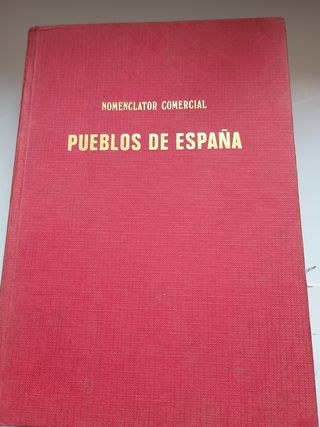 NOMENCLATOR COMERCIAL
PUEBLOS DE ESPAÑA